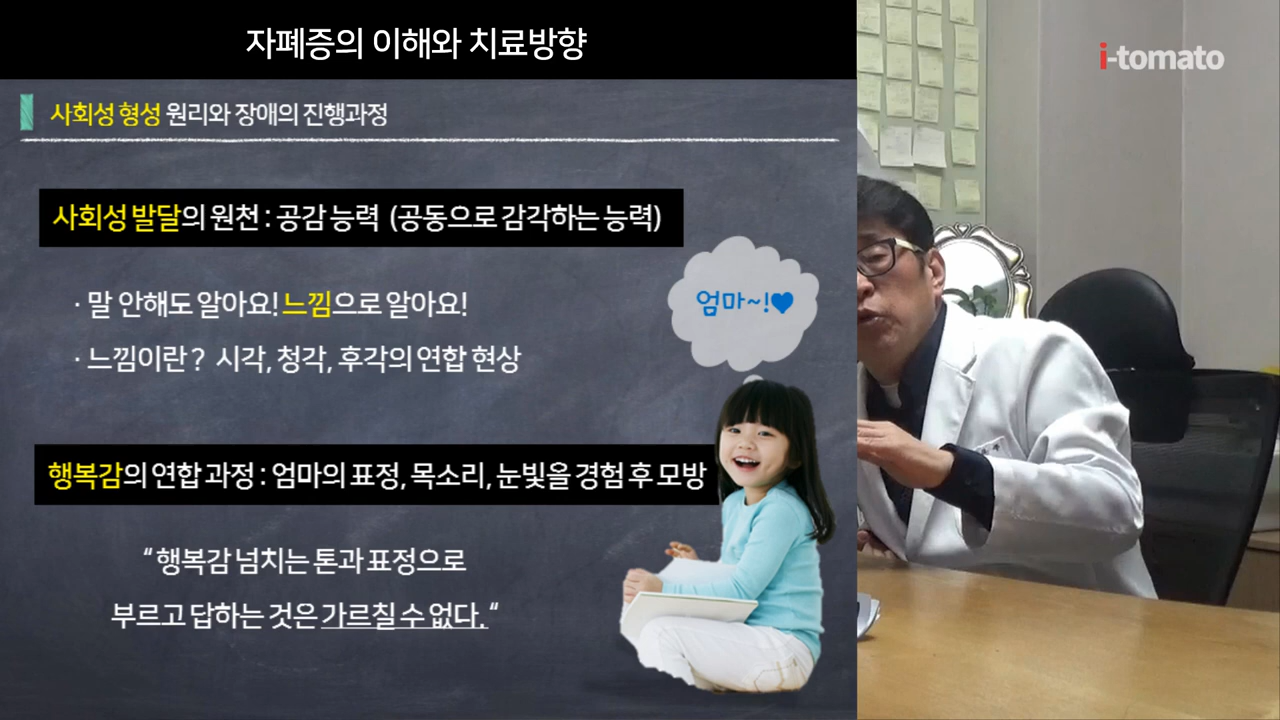 자폐증의 이해와 치료방향
i-tomato
사회성 형성 원리와 장애의 진행과정
사회성 발달의 원천 : 공감 능력 (공동으로 감각하는 능력)
· 말 안해도 알아요! 느낌으로 알아요!
엄마~!♥
· 느낌이란? 시각, 청각, 후각의 연합 현상
행복감의 연합 과정 : 엄마의 표정, 목소리, 눈빛을 경험 후 모방
“행복감 넘치는 톤과 표정으로
부르고 답하는 것은 가르칠 수 없다.“